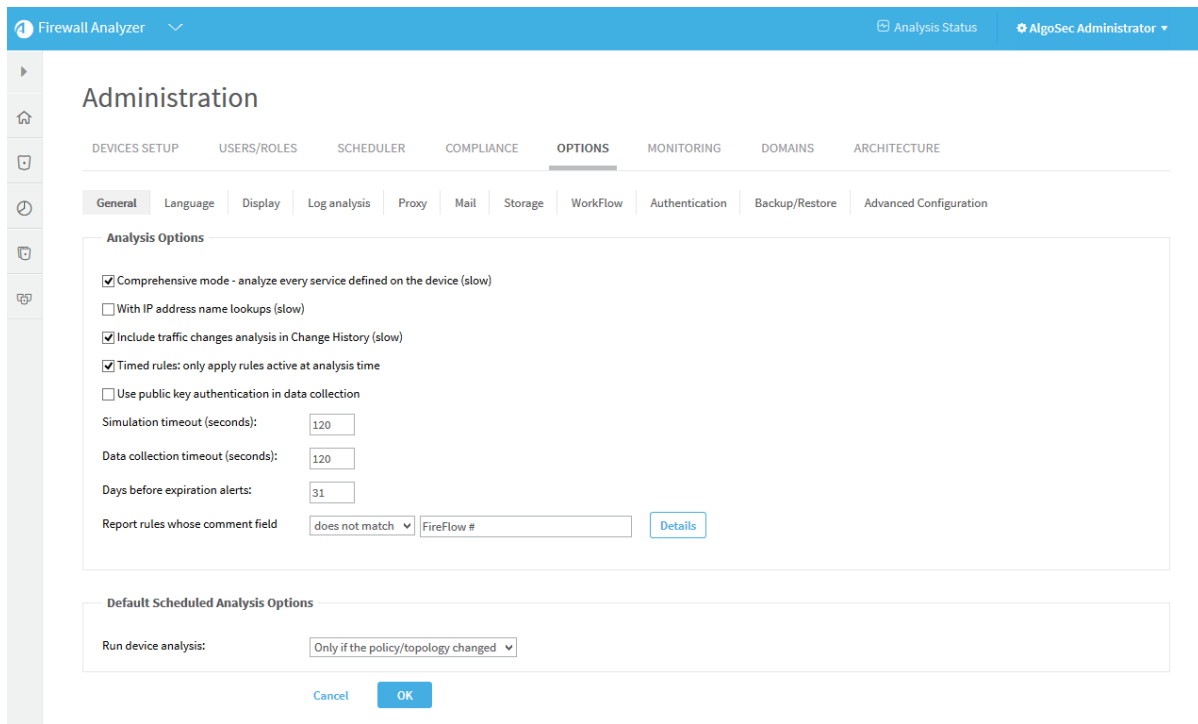 Firewall Analyzer
Analysis Status
AlgoSec Administrator
Administration
DEVICES SETUP USERS/ROLES SCHEDULER COMPLIANCE OPTIONS MONITORING DOMAINS ARCHITECTURE
General Language Display Log analysis Proxy Mail Storage WorkFlow Authentication Backup/Restore Advanced Configuration
Analysis Options
Comprehensive mode - analyze every service defined on the device (slow)
With IP address name lookups (slow)
Include traffic changes analysis in Change History (slow)
Timed rules: only apply rules active at analysis time
Use public key authentication in data collection
Simulation timeout (seconds): 120
Data collection timeout (seconds): 120
Days before expiration alerts: 31
Report rules whose comment field does not match FireFlow # Details
Default Scheduled Analysis Options
Run device analysis: Only if the policy/topology changed
Cancel OK